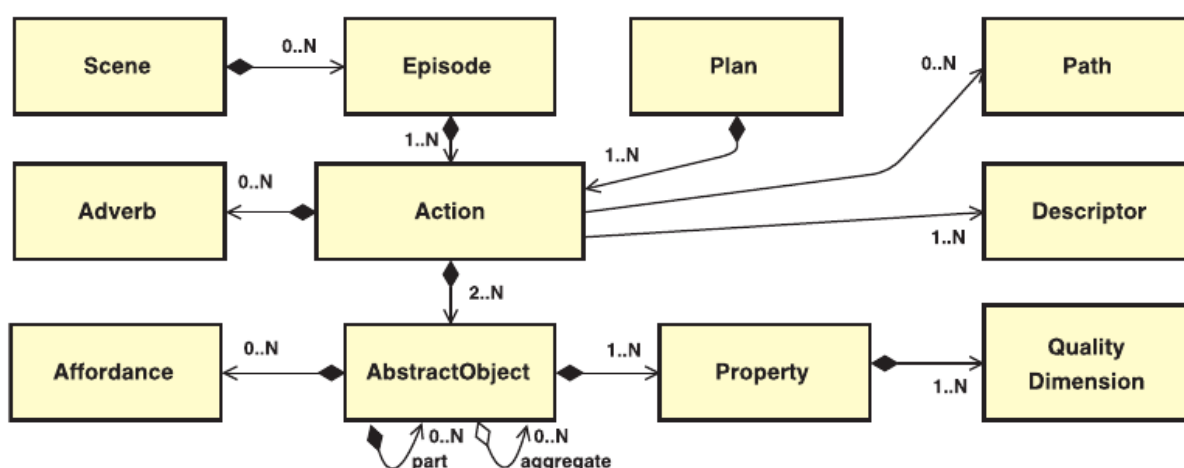 Scene
0..N
Episode
Plan
0..N
Path
1..N
1..N
Adverb
0..N
Action
Descriptor
1..N
2..N
Affordance
0..N
AbstractObject
1..N
Property
1..N
Quality
Dimension
0..N
part
0..N
aggregate